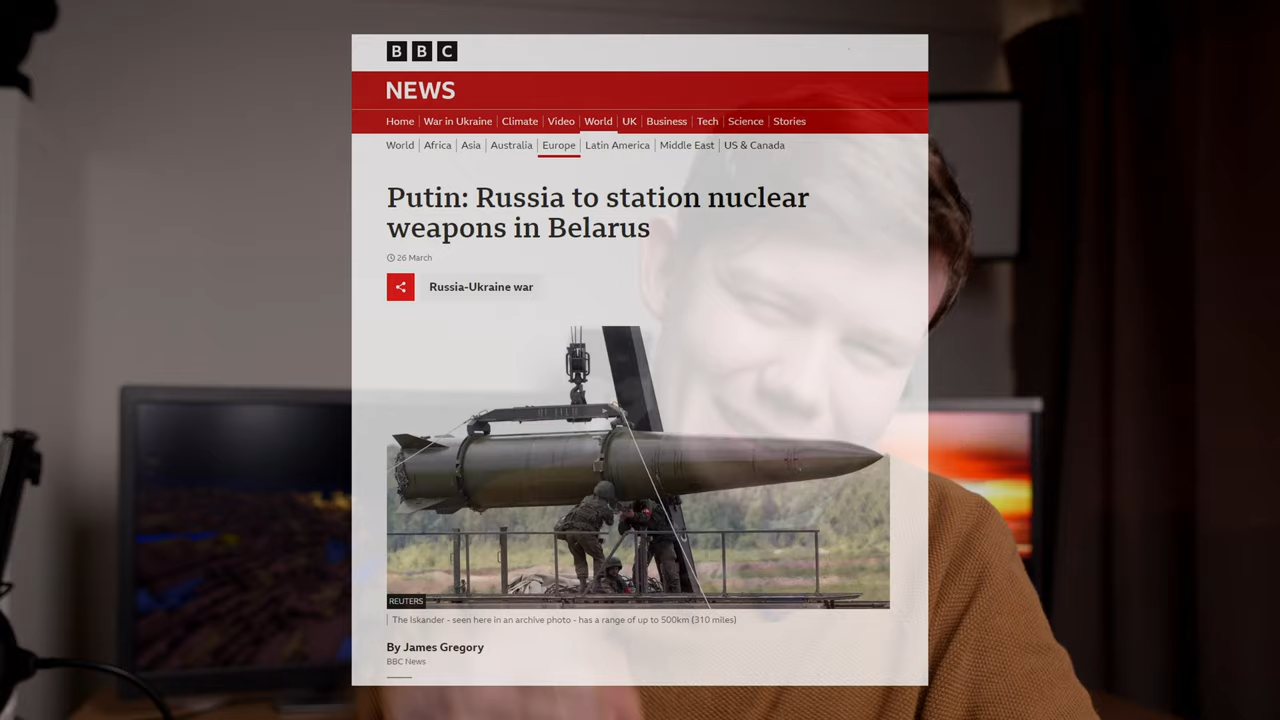 BBC
NEWS
Home War in Ukraine Climate Video World UK Business Tech Science Stories
World Africa Asia Australia Europe Latin America Middle East US & Canada
Putin: Russia to station nuclear
weapons in Belarus
26 March
Russia-Ukraine war
REUTERS
The Iskander - seen here in an archive photo - has a range of up to 500km (310 miles)
By James Gregory
BBC News